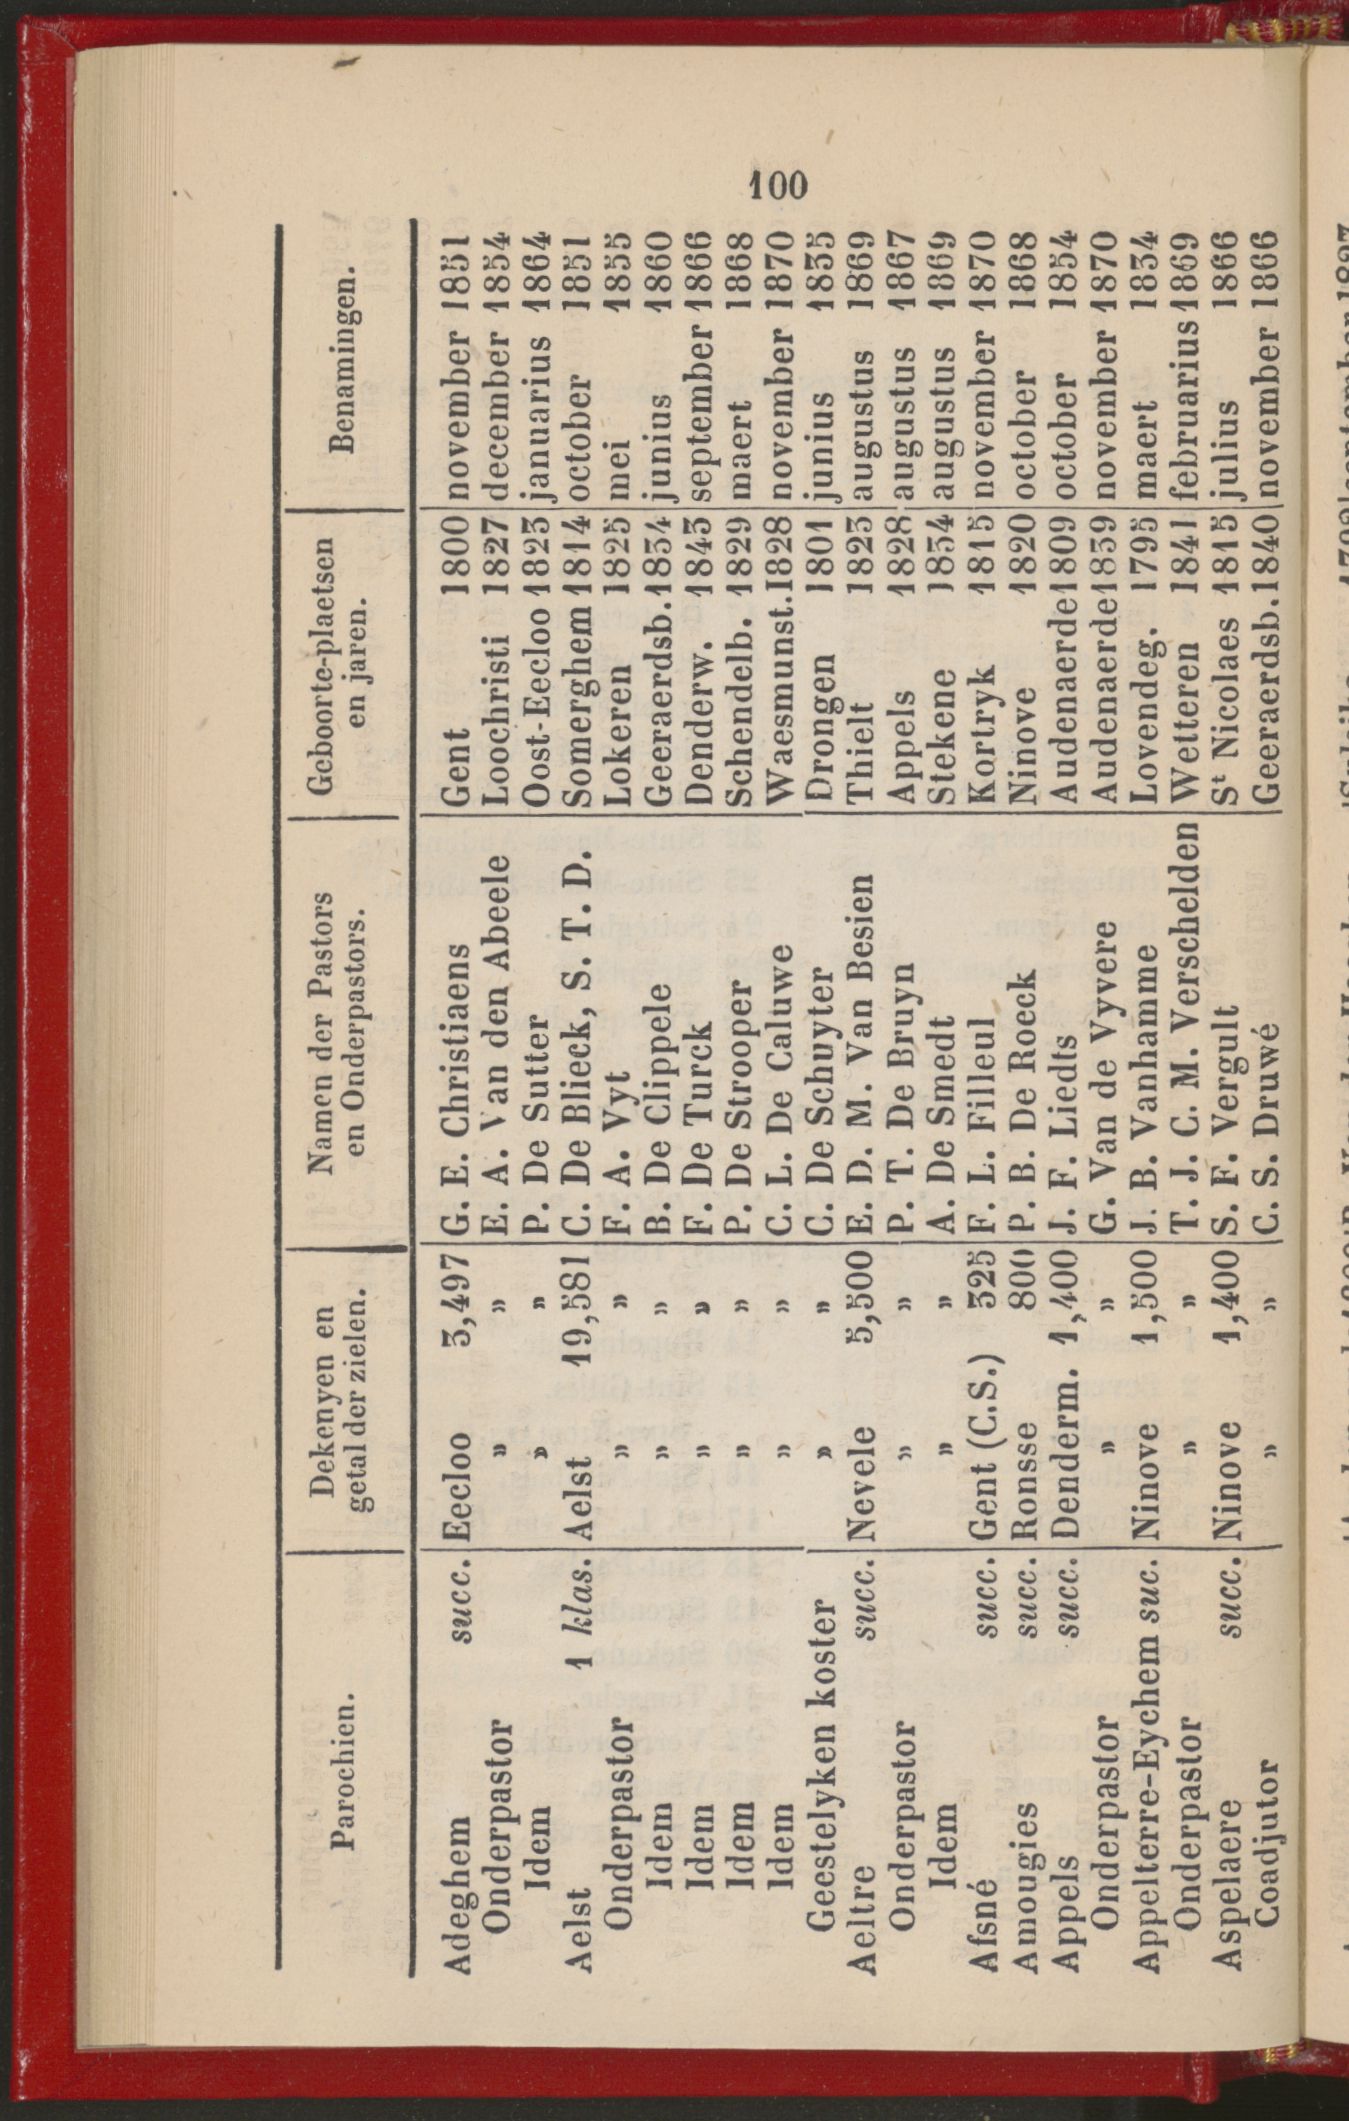 100
Parochien. Dekenyen en getal der zielen. Namen der Pastors en Onderpastors. Geboorte-plaetsen en jaren. Benamingen.
Adeghem succ. Eecloo 3,497 G. E. Christiaens Gent 1800 november 1851
Onderpastor » » E. A. Van den Abeele Loochristi 1827 december 1854
Idem » » P. De Sutter Oost-Eecloo 1823 januarius 1864
Aelst 1 klas. Aelst 19,581 C. De Blieck, S. T. D. Somerghem 1814 october 1851
Onderpastor » » F. A. Vyt Lokeren 1825 mei 1855
Idem » » B. De Clippele Geeraerdsb. 1834 junius 1860
Idem » » F. De Turck Denderw. 1843 september 1866
Idem » » P. De Strooper Schendelb. 1829 maert 1868
Idem » » C. L. De Caluwe Waesmunst. 1828 november 1870
Geestelyken koster » » C. De Schuyter Drongen 1801 junius 1835
Aeltre succ. Nevele 5,500 E. D. M. Van Besien Thielt 1823 augustus 1869
Onderpastor » » P. T. De Bruyn Appels 1828 augustus 1867
Idem » » A. De Smedt Stekene 1834 augustus 1869
Afsné succ. Gent (C.S.) 325 F. L. Filleul Kortryk 1815 november 1870
Amougies succ. Ronsse 800 P. B. De Roeck Ninove 1820 october 1868
Appels succ. Denderm. 1,400 J. F. Liedts Audenaerde 1809 october 1854
Onderpastor » » G. Van de Vyvere Audenaerde 1839 november 1870
Appelterre-Eychem suc. Ninove 1,500 J. B. Vanhamme Lovendeg. 1795 maert 1834
Onderpastor » » T. J. C. M. Verschelden Wetteren 1841 februarius 1869
Aspelaere succ. Ninove 1,400 S. F. Vergult St Nicolaes 1815 julius 1866
Coadjutor » » C. S. Druwé Geeraerdsb. 1840 november 1866